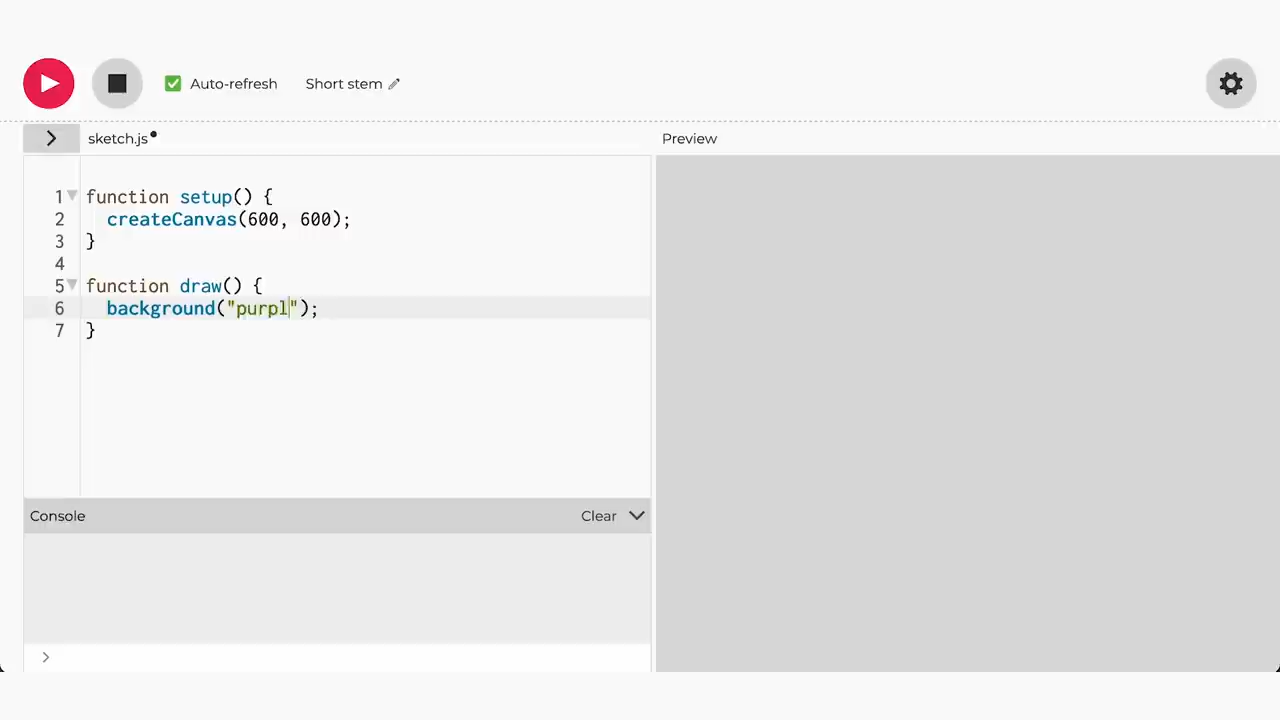 Auto-refresh
Short stem
sketch.js
Preview
1 function setup() {
2 createCanvas(600, 600);
3 }
4
5 function draw() {
6 background("purpl");
7 }
Console
Clear
>